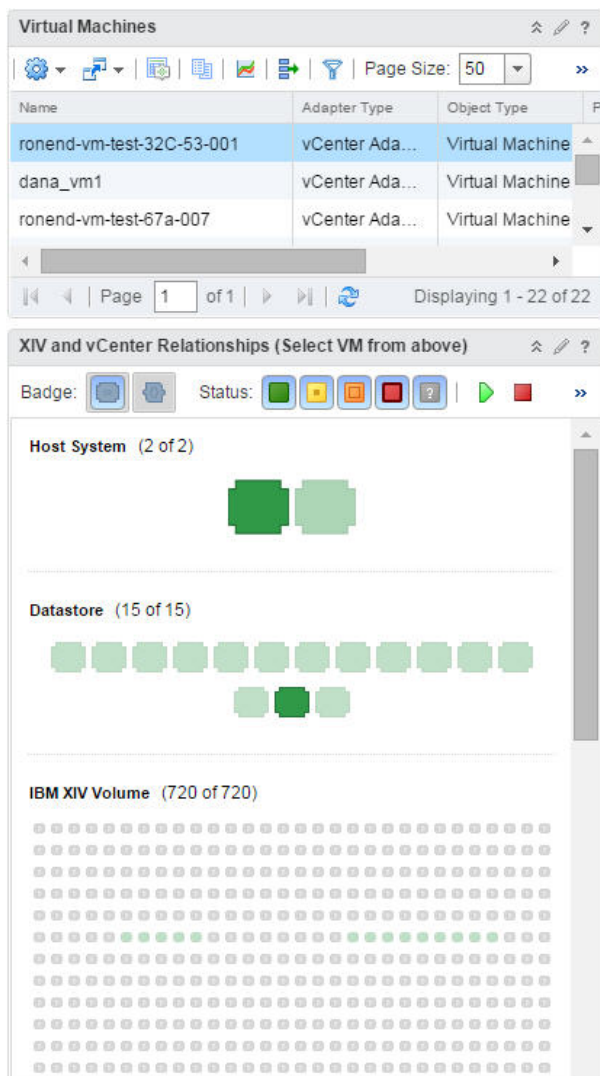 Virtual Machines ?
Page Size: 50
Name Adapter Type Object Type P
ronend-vm-test-32C-53-001 vCenter Ada... Virtual Machine
dana_vm1 vCenter Ada... Virtual Machine
ronend-vm-test-67a-007 vCenter Ada... Virtual Machine
Page 1 of 1 Displaying 1 - 22 of 22
XIV and vCenter Relationships (Select VM from above) ?
Badge: Status: ?
Host System (2 of 2)
Datastore (15 of 15)
IBM XIV Volume (720 of 720)